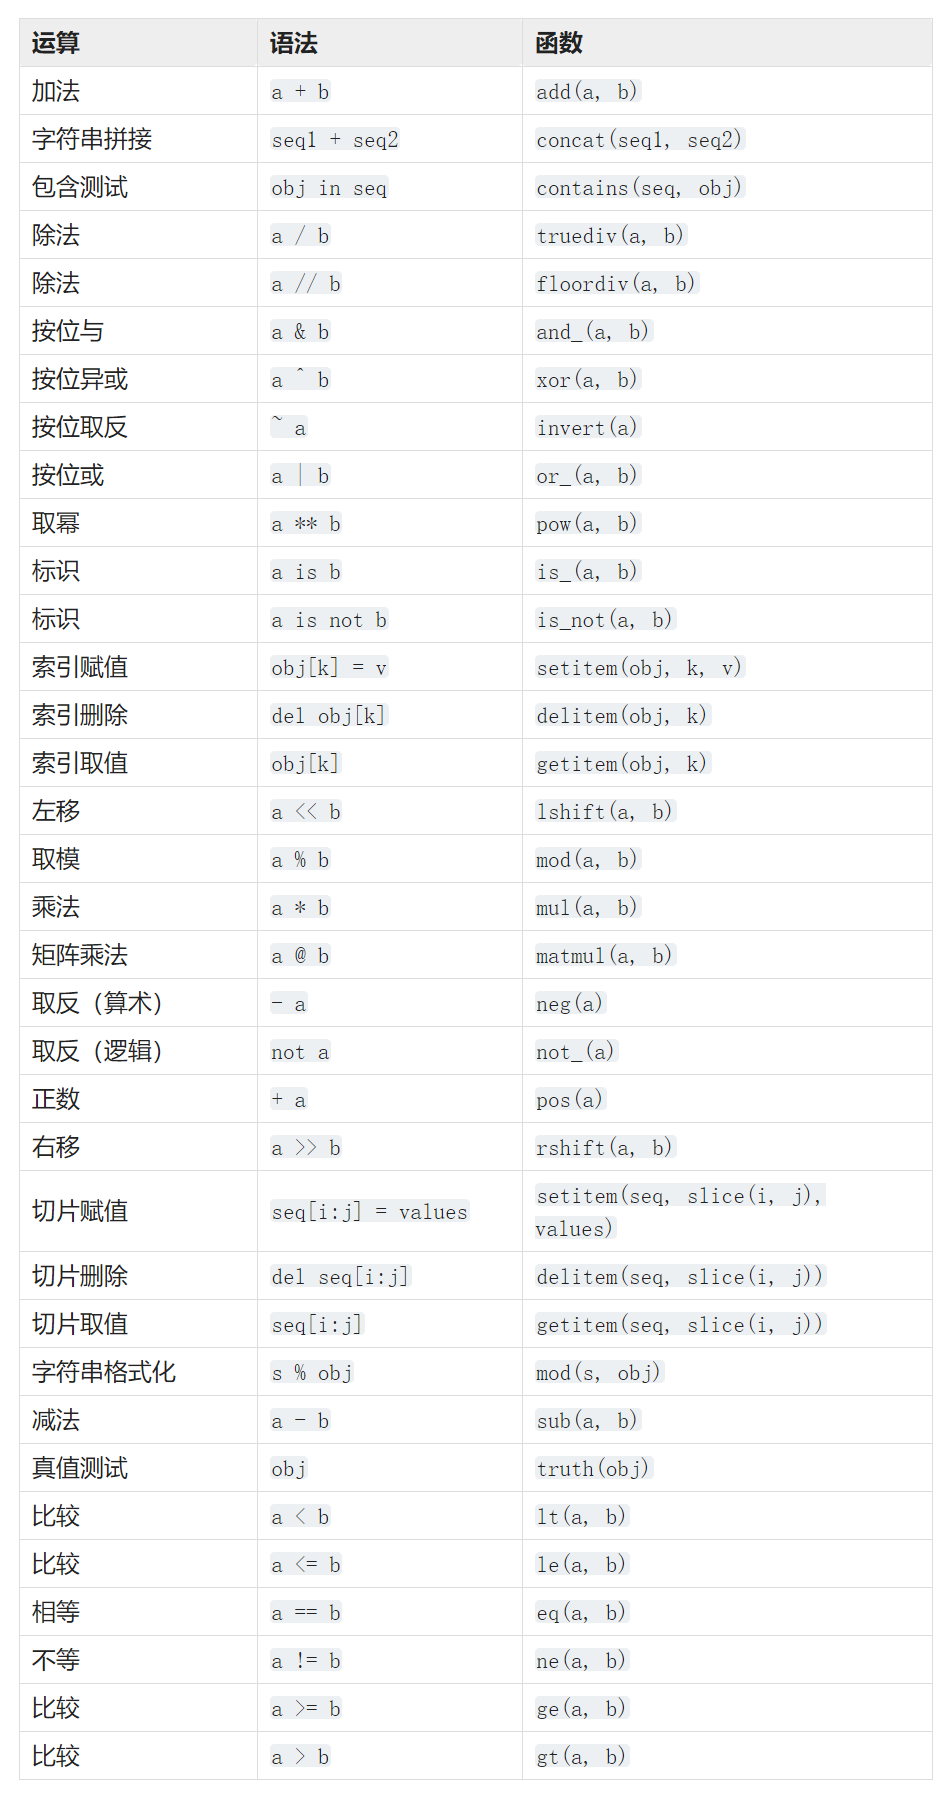 运算 语法 函数
加法 a + b add(a, b)
字符串拼接 seq1 + seq2 concat(seq1, seq2)
包含测试 obj in seq contains(seq, obj)
除法 a / b truediv(a, b)
除法 a // b floordiv(a, b)
按位与 a & b and_(a, b)
按位异或 a ^ b xor(a, b)
按位取反 ~ a invert(a)
按位或 a | b or_(a, b)
取幂 a ** b pow(a, b)
标识 a is b is_(a, b)
标识 a is not b is_not(a, b)
索引赋值 obj[k] = v setitem(obj, k, v)
索引删除 del obj[k] delitem(obj, k)
索引取值 obj[k] getitem(obj, k)
左移 a << b lshift(a, b)
取模 a % b mod(a, b)
乘法 a * b mul(a, b)
矩阵乘法 a @ b matmul(a, b)
取反（算术） - a neg(a)
取反（逻辑） not a not_(a)
正数 + a pos(a)
右移 a >> b rshift(a, b)
切片赋值 seq[i:j] = values setitem(seq, slice(i, j),
values)
切片删除 del seq[i:j] delitem(seq, slice(i, j))
切片取值 seq[i:j] getitem(seq, slice(i, j))
字符串格式化 s % obj mod(s, obj)
减法 a - b sub(a, b)
真值测试 obj truth(obj)
比较 a < b lt(a, b)
比较 a <= b le(a, b)
相等 a == b eq(a, b)
不等 a != b ne(a, b)
比较 a >= b ge(a, b)
比较 a > b gt(a, b)